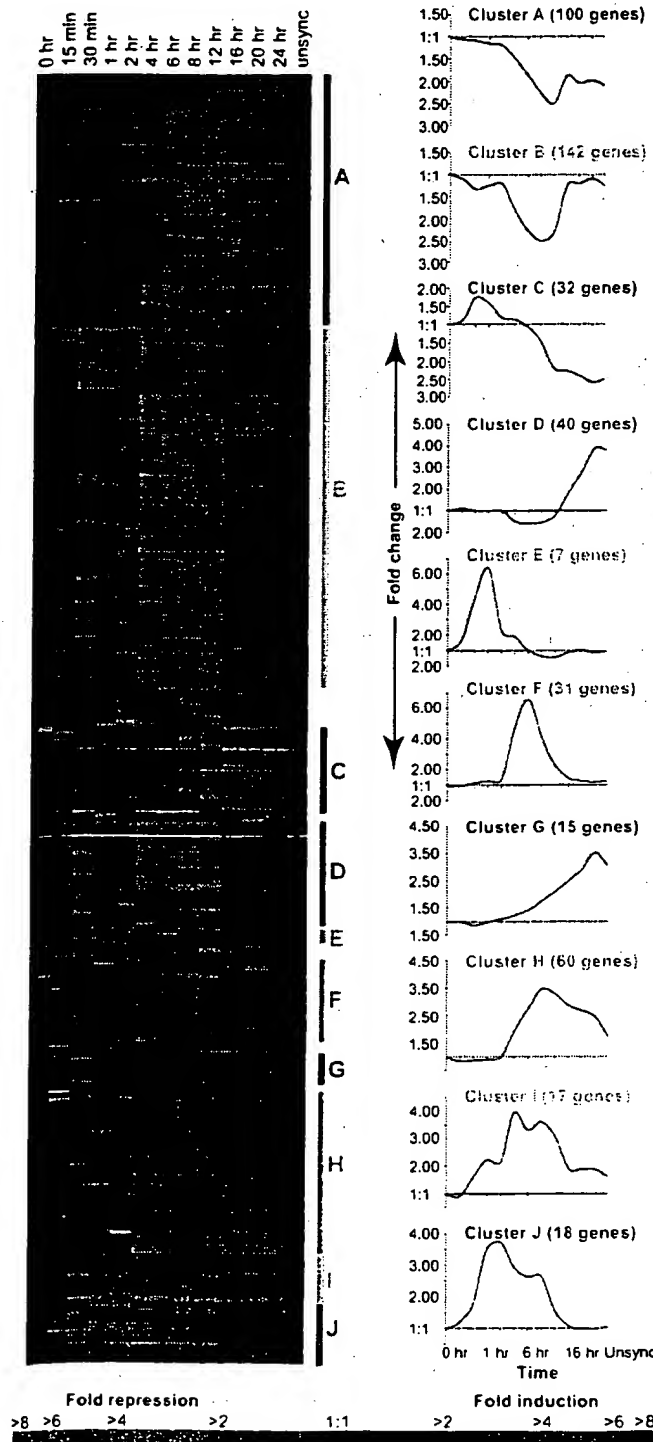 0 hr
15 min
30 min
1 hr
2 hr
4 hr
6 hr
8 hr
12 hr
16 hr
20 hr
24 hr
unsync
A
B
C
D
E
F
G
H
I
J
Fold change
Cluster A (100 genes)
1.50
1:1
1.50
2.00
2.50
3.00
Cluster B (142 genes)
1.50
1:1
1.50
2.00
2.50
3.00
Cluster C (32 genes)
2.00
1.50
1:1
1.50
2.00
2.50
3.00
Cluster D (40 genes)
5.00
4.00
3.00
2.00
1:1
2.00
Cluster E (7 genes)
6.00
4.00
2.00
1:1
2.00
Cluster F (31 genes)
6.00
4.00
2.00
1:1
2.00
Cluster G (15 genes)
4.50
3.50
2.50
1.50
1.50
Cluster H (60 genes)
4.50
3.50
2.50
1.50
Cluster I (17 genes)
4.00
3.00
2.00
1:1
Cluster J (18 genes)
4.00
3.00
2.00
1:1
0 hr 1 hr 6 hr 16 hr Unsync
Time
Fold repression Fold induction
>8 >6 >4 >2 1:1 >2 >4 >6 >8